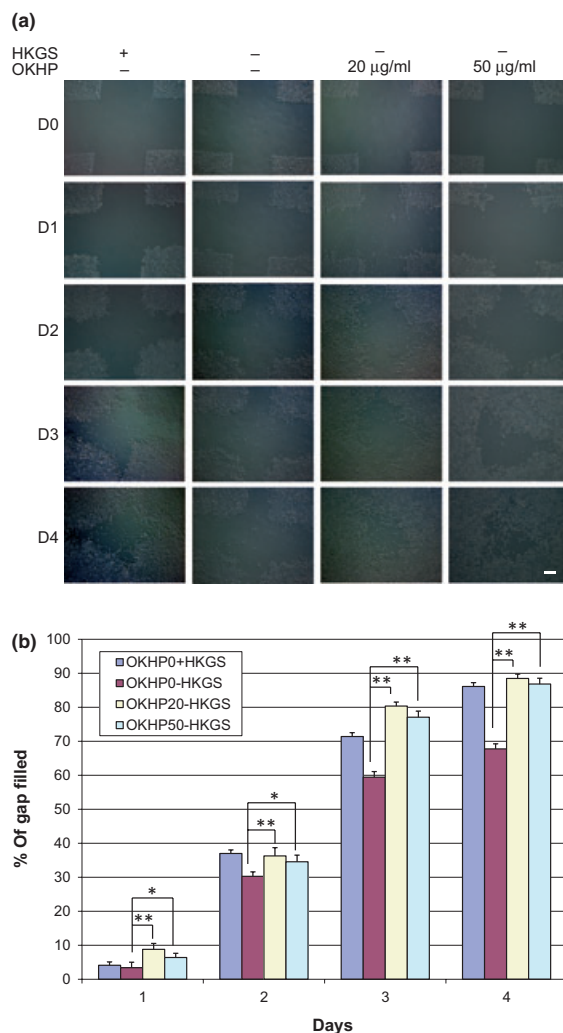 (a)
HKGS + – – –
OKHP – – 20 μg/ml 50 μg/ml
D0
D1
D2
D3
D4
(b)
100
90
80
70
60
50
40
30
20
10
0
% Of gap filled
OKHP0+HKGS
OKHP0-HKGS
OKHP20-HKGS
OKHP50-HKGS
** *
** *
** **
** **
1 2 3 4
Days